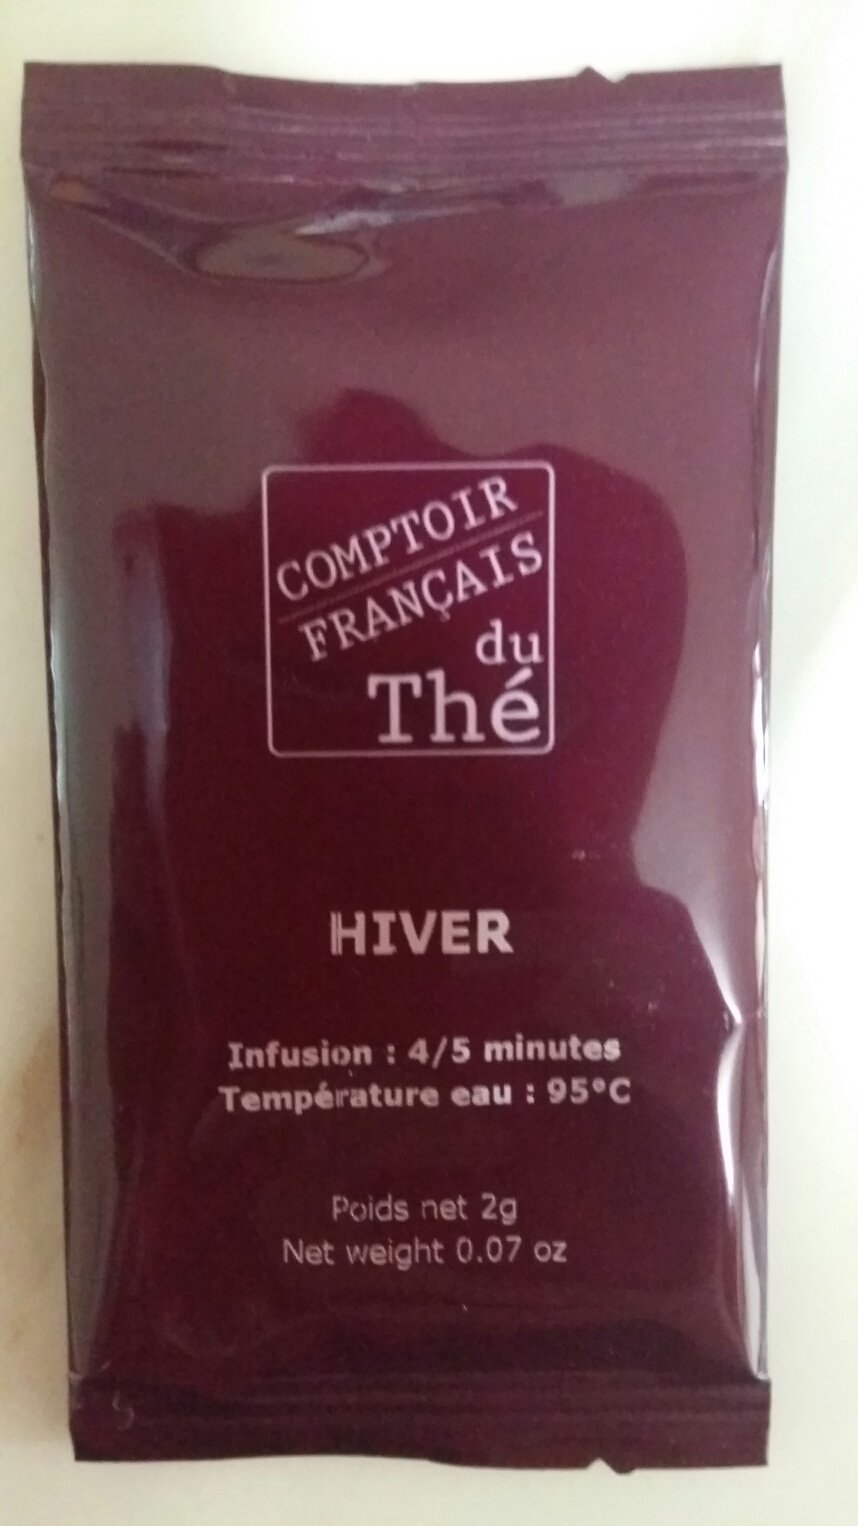 COMPTOIR
FRANÇAIS
du
Thé
HIVER
Infusion : 4/5 minutes
Température eau : 95°C
Poids net 2g
Net weight 0.07 oz